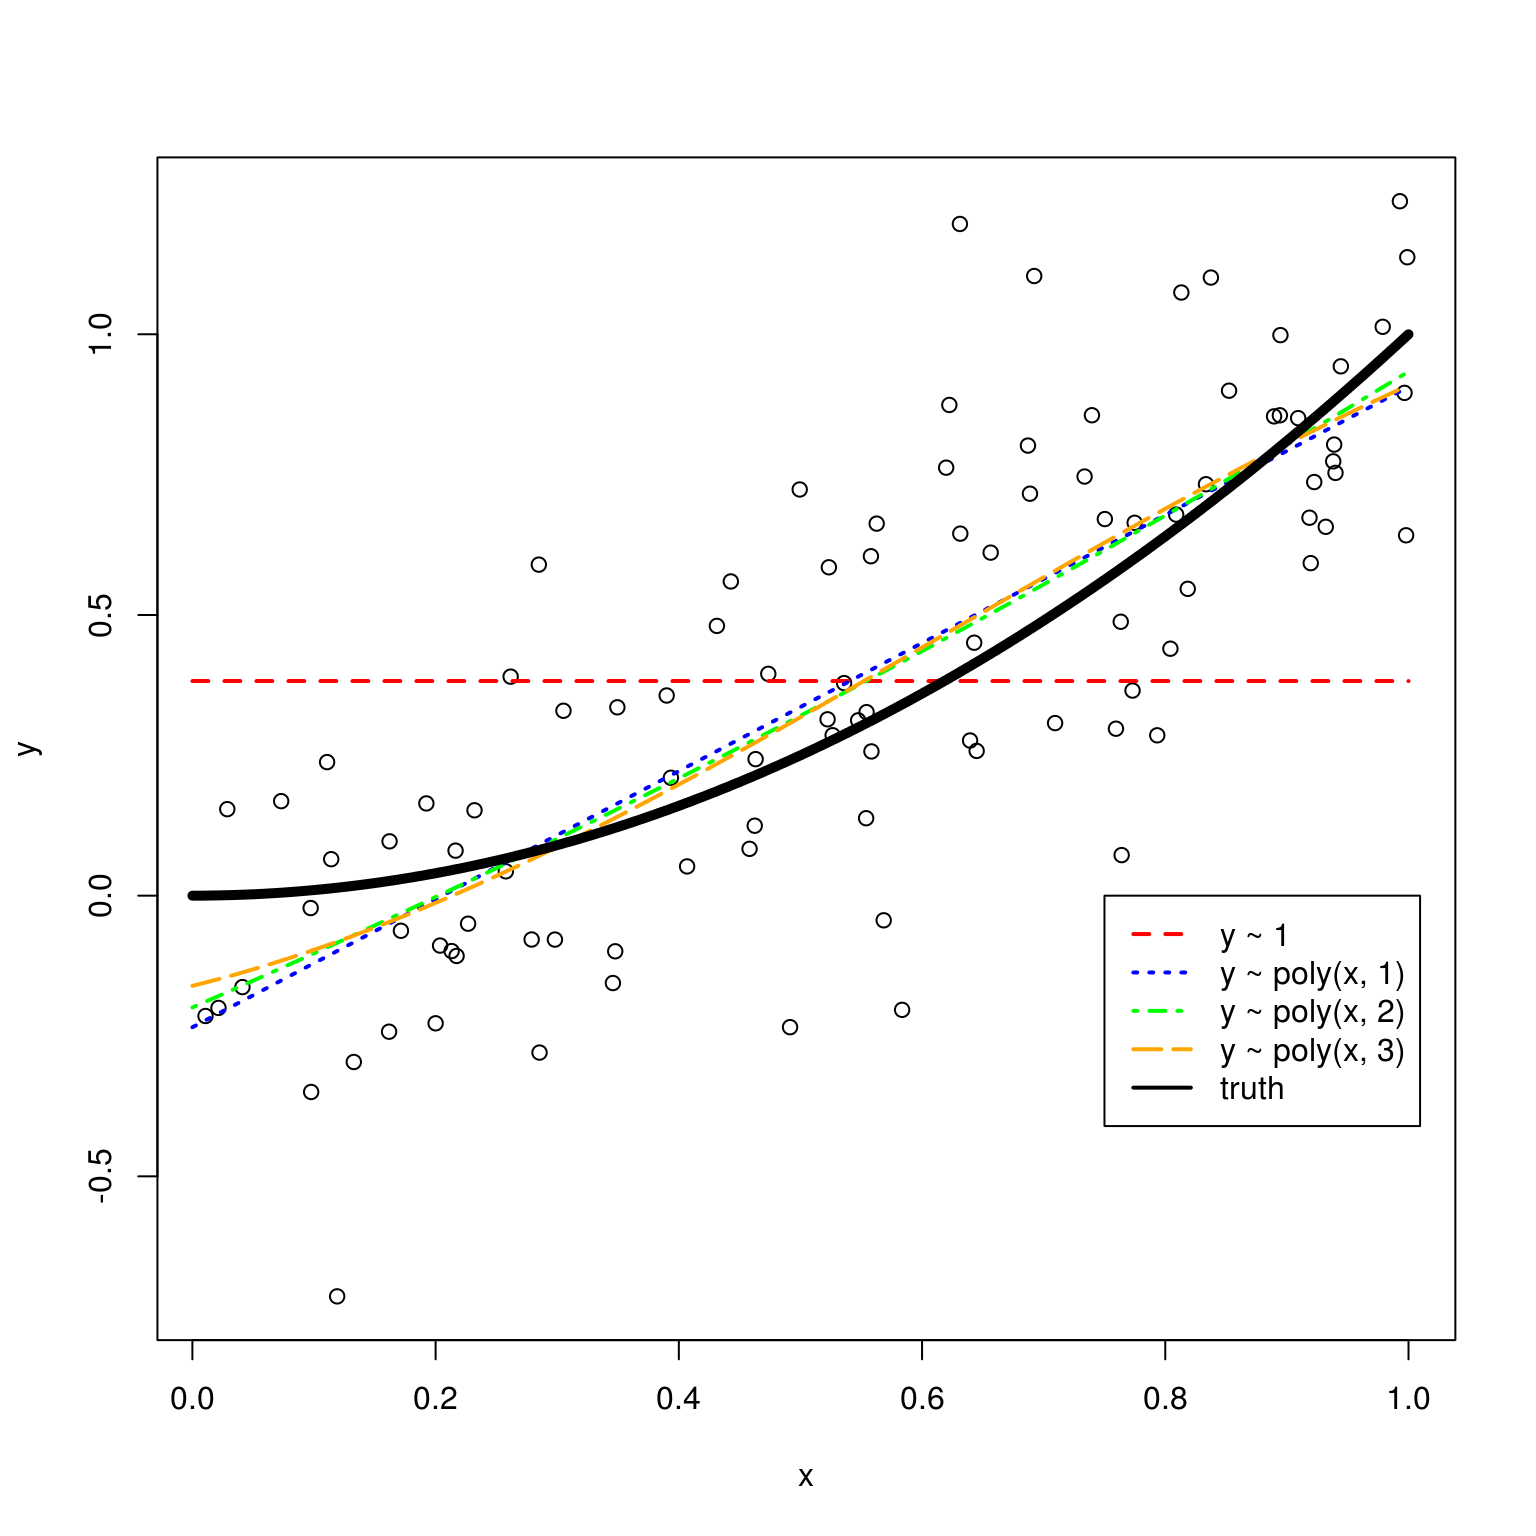 1.0
0.5
0.0
-0.5
y
0.0 0.2 0.4 0.6 0.8 1.0
x
y ~ 1
y ~ poly(x, 1)
y ~ poly(x, 2)
y ~ poly(x, 3)
truth